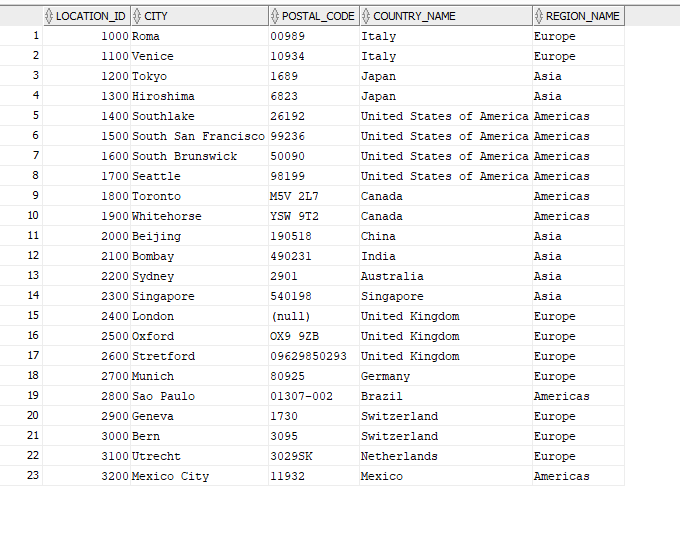 LOCATION_ID CITY POSTAL_CODE COUNTRY_NAME REGION_NAME
1 1000 Roma 00989 Italy Europe
2 1100 Venice 10934 Italy Europe
3 1200 Tokyo 1689 Japan Asia
4 1300 Hiroshima 6823 Japan Asia
5 1400 Southlake 26192 United States of America Americas
6 1500 South San Francisco 99236 United States of America Americas
7 1600 South Brunswick 50090 United States of America Americas
8 1700 Seattle 98199 United States of America Americas
9 1800 Toronto M5V 2L7 Canada Americas
10 1900 Whitehorse YSW 9T2 Canada Americas
11 2000 Beijing 190518 China Asia
12 2100 Bombay 490231 India Asia
13 2200 Sydney 2901 Australia Asia
14 2300 Singapore 540198 Singapore Asia
15 2400 London (null) United Kingdom Europe
16 2500 Oxford OX9 9ZB United Kingdom Europe
17 2600 Stretford 09629850293 United Kingdom Europe
18 2700 Munich 80925 Germany Europe
19 2800 Sao Paulo 01307-002 Brazil Americas
20 2900 Geneva 1730 Switzerland Europe
21 3000 Bern 3095 Switzerland Europe
22 3100 Utrecht 3029SK Netherlands Europe
23 3200 Mexico City 11932 Mexico Americas